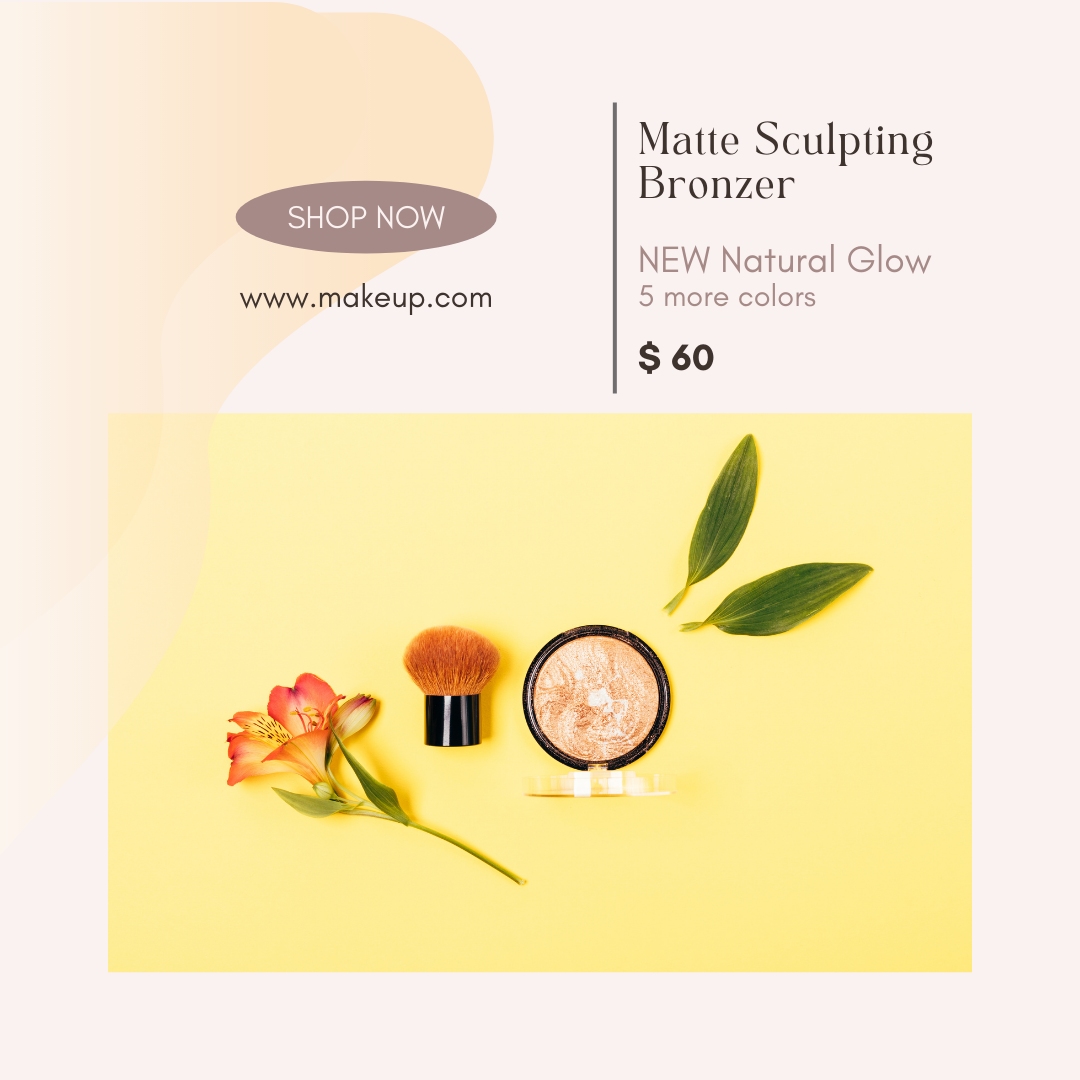 SHOP NOW
www.makeup.com
Matte Sculpting
Bronzer
NEW Natural Glow
5 more colors
$ 60